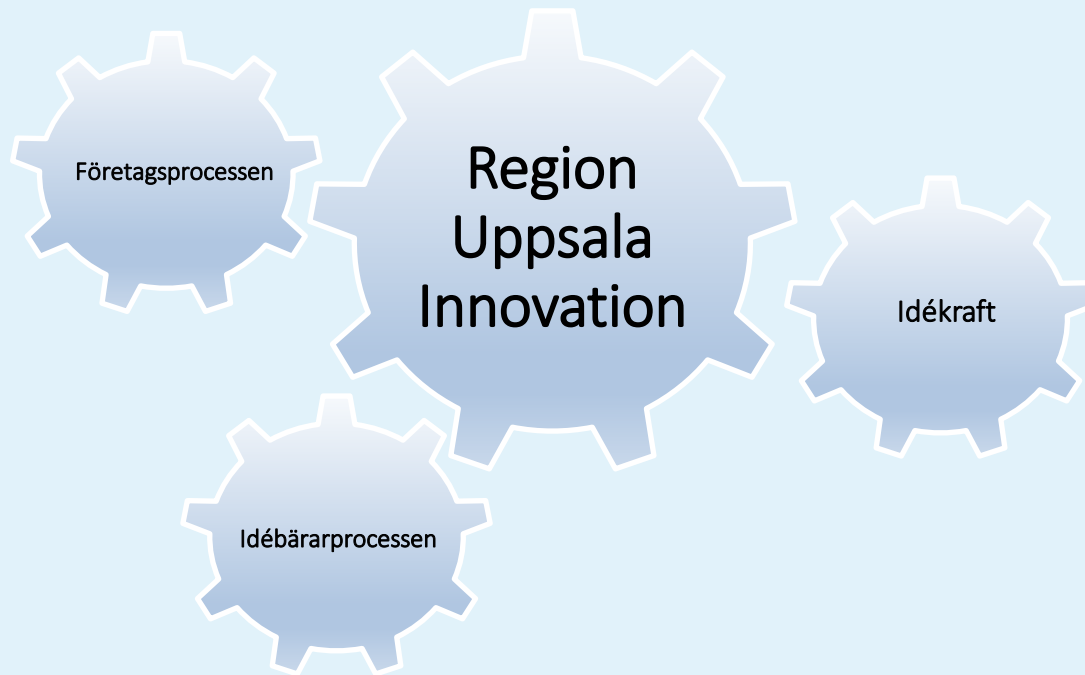 Företagsprocessen
Region
Uppsala
Innovation
Idékraft
Idébärarprocessen